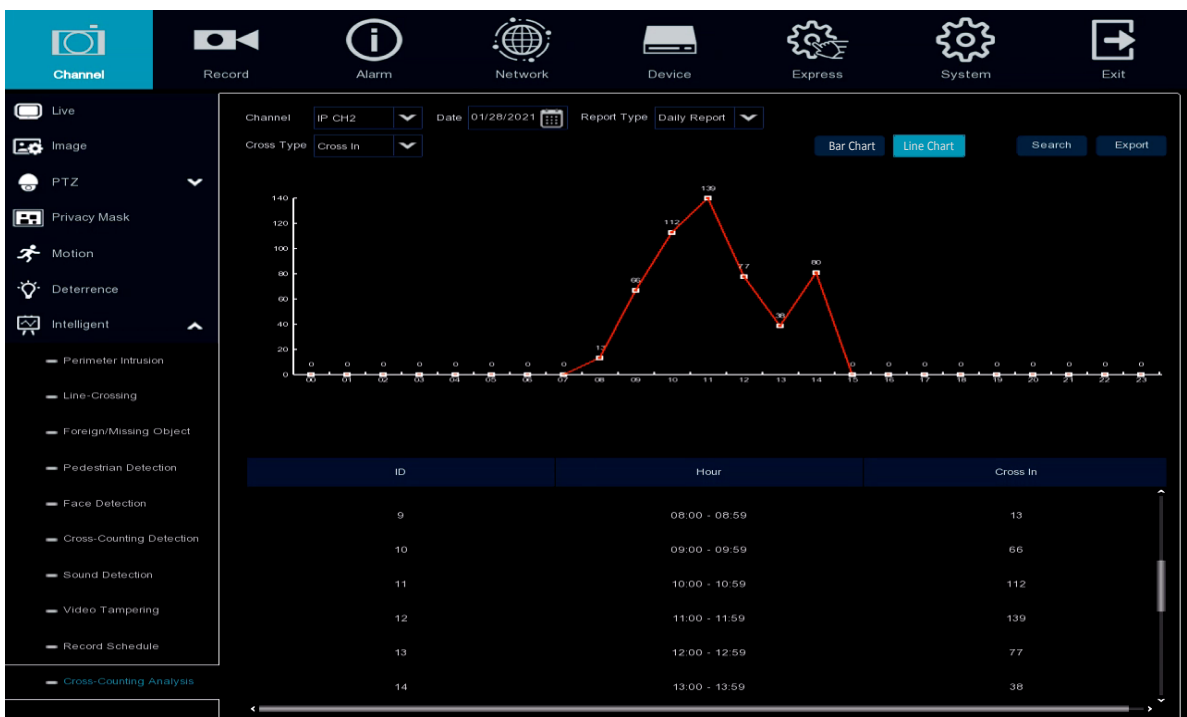 Channel Record Alarm Network Device Express System Exit
Live
Image
PTZ
Privacy Mask
Motion
Deterrence
Intelligent
Perimeter Intrusion
Line-Crossing
Foreign/Missing Object
Pedestrian Detection
Face Detection
Cross-Counting Detection
Sound Detection
Video Tampering
Record Schedule
Cross-Counting Analysis
Channel IP CH2 Date 01/28/2021 Report Type Daily Report
Cross Type Cross In Bar Chart Line Chart Search Export
140
120
100
80
60
40
20
0
0 0 0 0 0 0 0 0 13 66 112 139 77 38 80 0 0 0 0 0 0 0 0 0
00 01 02 03 04 05 06 07 08 09 10 11 12 13 14 15 16 17 18 19 20 21 22 23
ID Hour Cross In
9 08:00 - 08:59 13
10 09:00 - 09:59 66
11 10:00 - 10:59 112
12 11:00 - 11:59 139
13 12:00 - 12:59 77
14 13:00 - 13:59 38